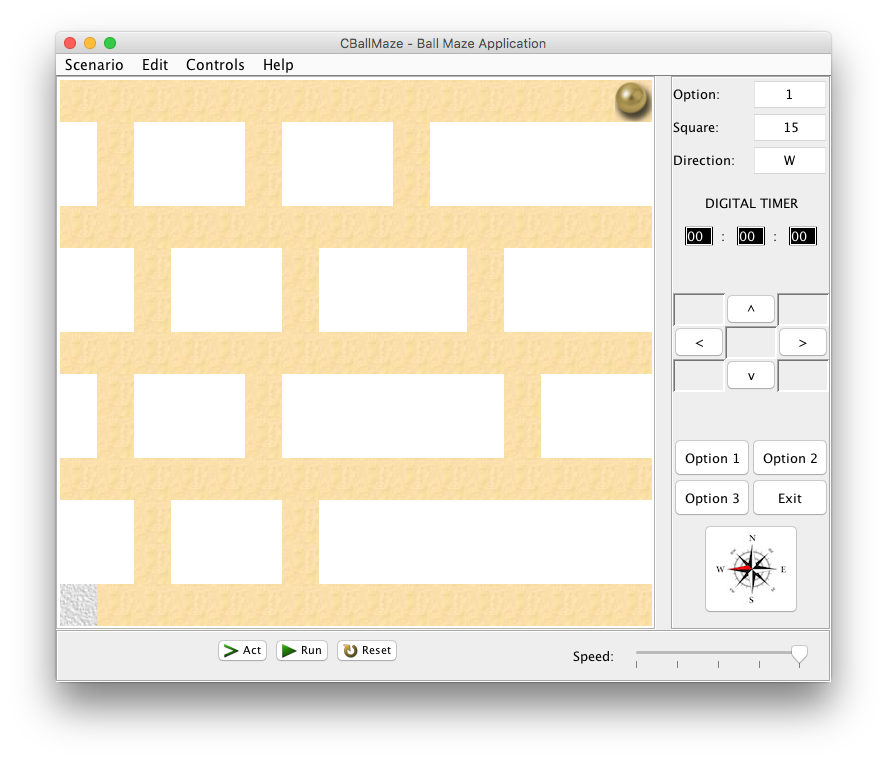 CBallMaze - Ball Maze Application
Scenario Edit Controls Help
Option: 1
Square: 15
Direction: W
DIGITAL TIMER
00 : 00 : 00
^
< >
v
Option 1 Option 2
Option 3 Exit
N
W E
S
Act Run Reset
Speed: